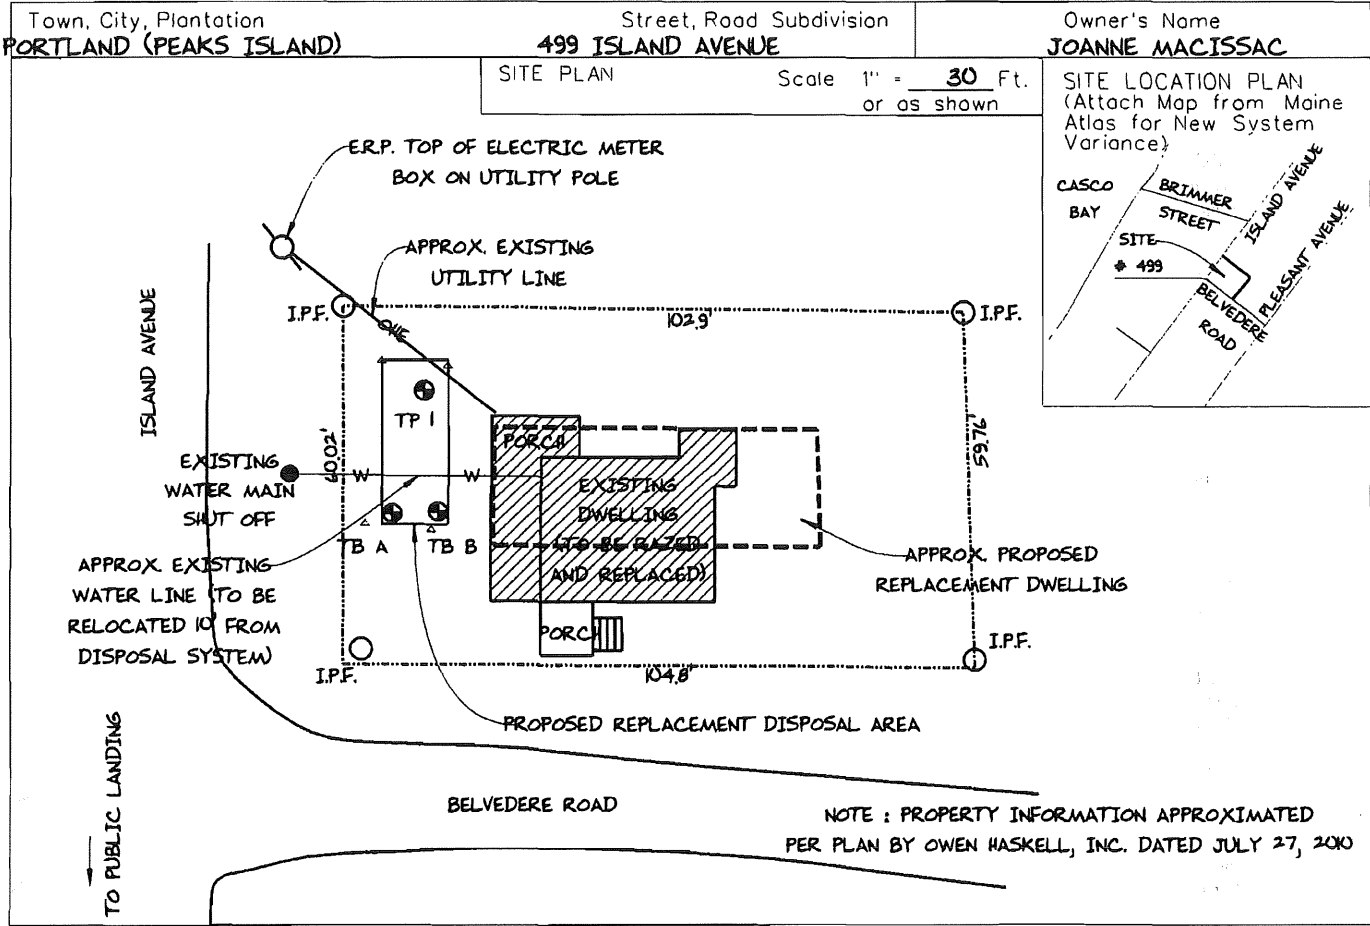 Town, City, Plantation
PORTLAND (PEAKS ISLAND)
Street, Road Subdivision
499 ISLAND AVENUE
Owner's Name
JOANNE MACISSAC
SITE PLAN
Scale 1" = 30 Ft.
or as shown
SITE LOCATION PLAN
(Attach Map from Maine
Atlas for New System
Variance)
CASCO
BAY
BRIMMER
STREET
ISLAND AVENUE
PLEASANT AVENUE
SITE
# 499
BELVEDERE
ROAD
E.R.P. TOP OF ELECTRIC METER
BOX ON UTILITY POLE
APPROX. EXISTING
UTILITY LINE
ISLAND AVENUE
I.P.F.
OHE
102.9'
I.P.F.
TP 1
60.02'
59.76'
PORCH
EXISTING
WATER MAIN
SHUT OFF
W
W
EXISTING
DWELLING
(TO BE RAZED
AND REPLACED)
TB A
TB B
APPROX. EXISTING
WATER LINE (TO BE
RELOCATED 10' FROM
DISPOSAL SYSTEM)
APPROX. PROPOSED
REPLACEMENT DWELLING
PORCH
I.P.F.
I.P.F.
104.8'
PROPOSED REPLACEMENT DISPOSAL AREA
TO PUBLIC LANDING
BELVEDERE ROAD
NOTE : PROPERTY INFORMATION APPROXIMATED
PER PLAN BY OWEN HASKELL, INC. DATED JULY 27, 2010